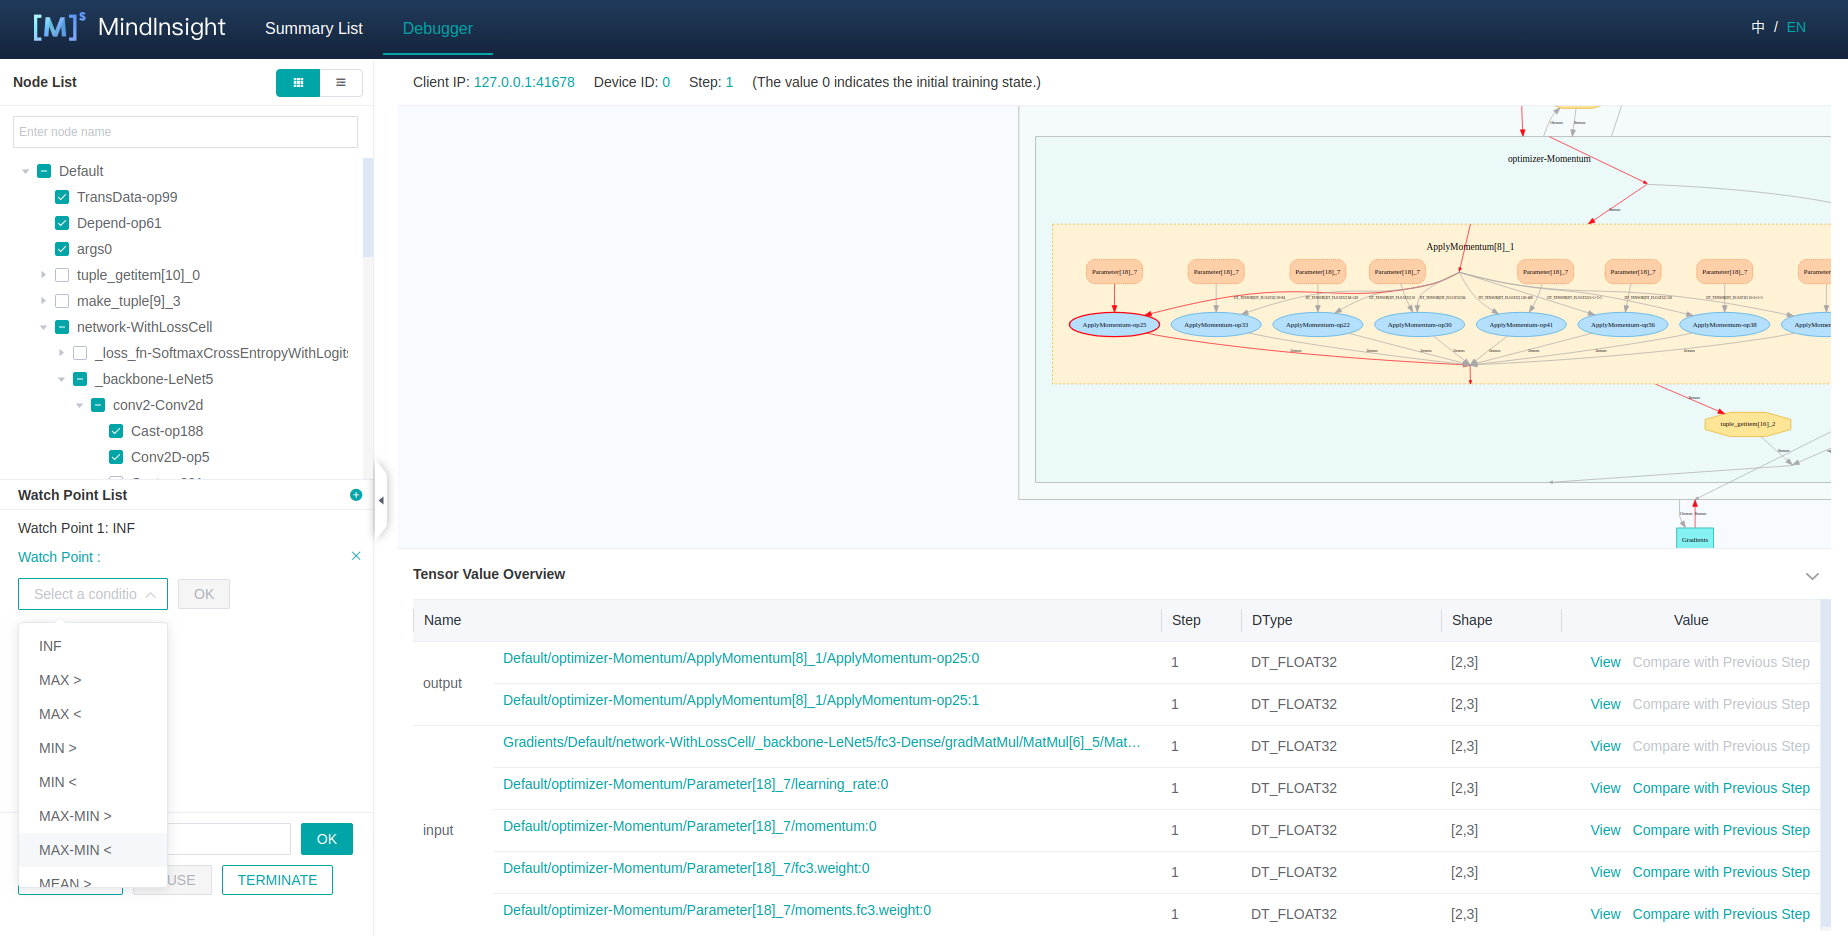 [M]$ MindInsight
Summary List
Debugger
中 / EN
Node List
Enter node name
Default
TransData-op99
Depend-op61
args0
tuple_getitem[10]_0
make_tuple[9]_3
network-WithLossCell
_loss_fn-SoftmaxCrossEntropyWithLogit
_backbone-LeNet5
conv2-Conv2d
Cast-op188
Conv2D-op5
Watch Point List
Watch Point 1: INF
Watch Point :
Select a conditio
OK
INF
MAX >
MAX <
MIN >
MIN <
MAX-MIN >
MAX-MIN <
MEAN >
OK
USE
TERMINATE
Client IP: 127.0.0.1:41678 Device ID: 0 Step: 1 (The value 0 indicates the initial training state.)
optimizer-Momentum
ApplyMomentum[8]_1
Parameter[18]_7 Parameter[18]_7 Parameter[18]_7 Parameter[18]_7 Parameter[18]_7 Parameter[18]_7 Parameter[18]_7 Paramete
ApplyMomentum-op25 ApplyMomentum-op33 ApplyMomentum-op22 ApplyMomentum-op30 ApplyMomentum-op41 ApplyMomentum-op36 ApplyMomentum-op38 ApplyMomen
tuple_getitem[16]_2
Gradients
Tensor Value Overview
Name Step DType Shape Value
output
Default/optimizer-Momentum/ApplyMomentum[8]_1/ApplyMomentum-op25:0 1 DT_FLOAT32 [2,3] View Compare with Previous Step
Default/optimizer-Momentum/ApplyMomentum[8]_1/ApplyMomentum-op25:1 1 DT_FLOAT32 [2,3] View Compare with Previous Step
input
Gradients/Default/network-WithLossCell/_backbone-LeNet5/fc3-Dense/gradMatMul/MatMul[6]_5/Mat... 1 DT_FLOAT32 [2,3] View Compare with Previous Step
Default/optimizer-Momentum/Parameter[18]_7/learning_rate:0 1 DT_FLOAT32 [2,3] View Compare with Previous Step
Default/optimizer-Momentum/Parameter[18]_7/momentum:0 1 DT_FLOAT32 [2,3] View Compare with Previous Step
Default/optimizer-Momentum/Parameter[18]_7/fc3.weight:0 1 DT_FLOAT32 [2,3] View Compare with Previous Step
Default/optimizer-Momentum/Parameter[18]_7/moments.fc3.weight:0 1 DT_FLOAT32 [2,3] View Compare with Previous Step